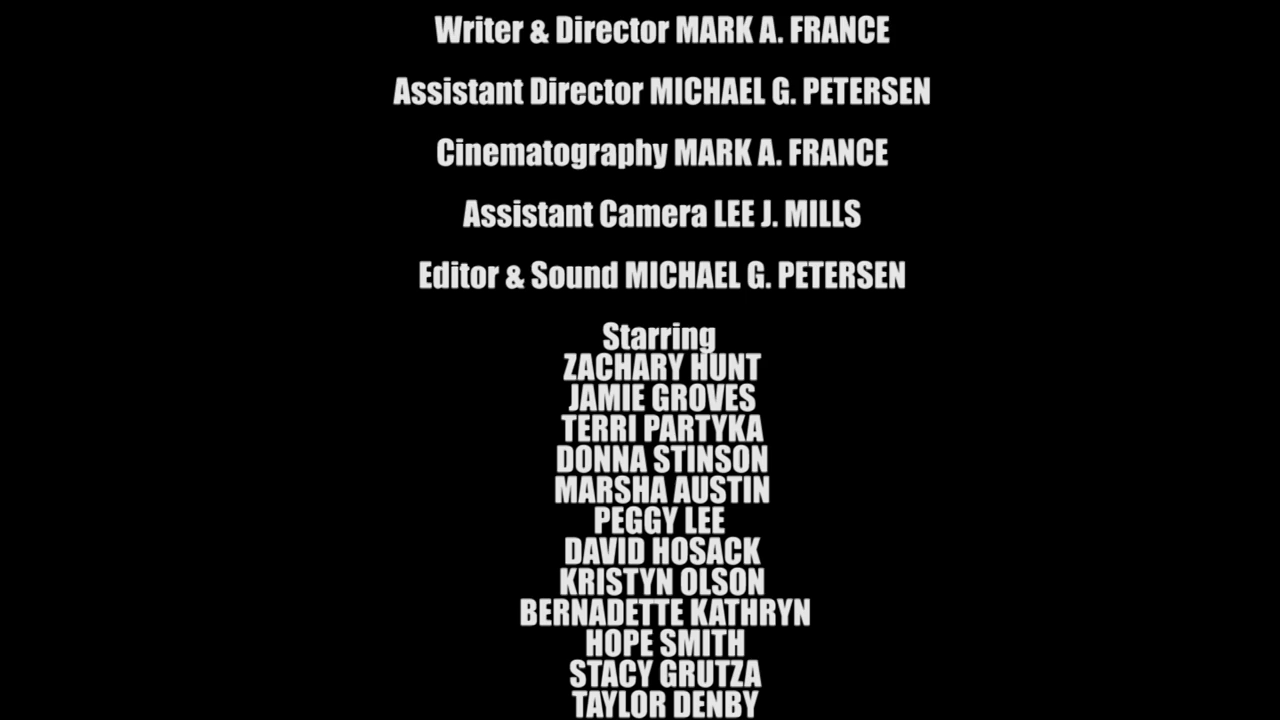 Writer & Director MARK A. FRANCE
Assistant Director MICHAEL G. PETERSEN
Cinematography MARK A. FRANCE
Assistant Camera LEE J. MILLS
Editor & Sound MICHAEL G. PETERSEN
Starring
ZACHARY HUNT
JAMIE GROVES
TERRI PARTYKA
DONNA STINSON
MARSHA AUSTIN
PEGGY LEE
DAVID HOSACK
KRISTYN OLSON
BERNADETTE KATHRYN
HOPE SMITH
STACY GRUTZA
TAYLOR DENBY